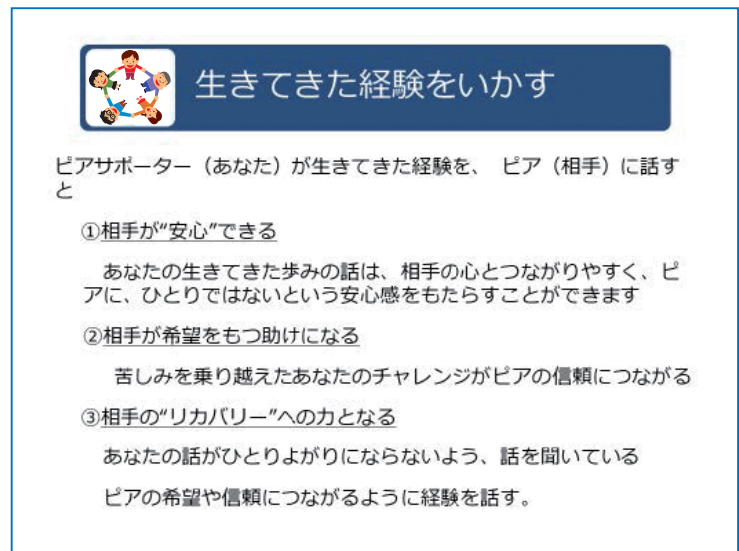 生きてきた経験をいかす
ピアサポーター（あなた）が生きてきた経験を、 ピア（相手）に話す
と
①相手が“安心”できる
あなたの生きてきた歩みの話は、相手の心とつながりやすく、ピ
アに、ひとりではないという安心感をもたらすことができます
②相手が希望をもつ助けになる
苦しみを乗り越えたあなたのチャレンジがピアの信頼につながる
③相手の“リカバリー”への力となる
あなたの話がひとりよがりにならないよう、話を聞いている
ピアの希望や信頼につながるように経験を話す。